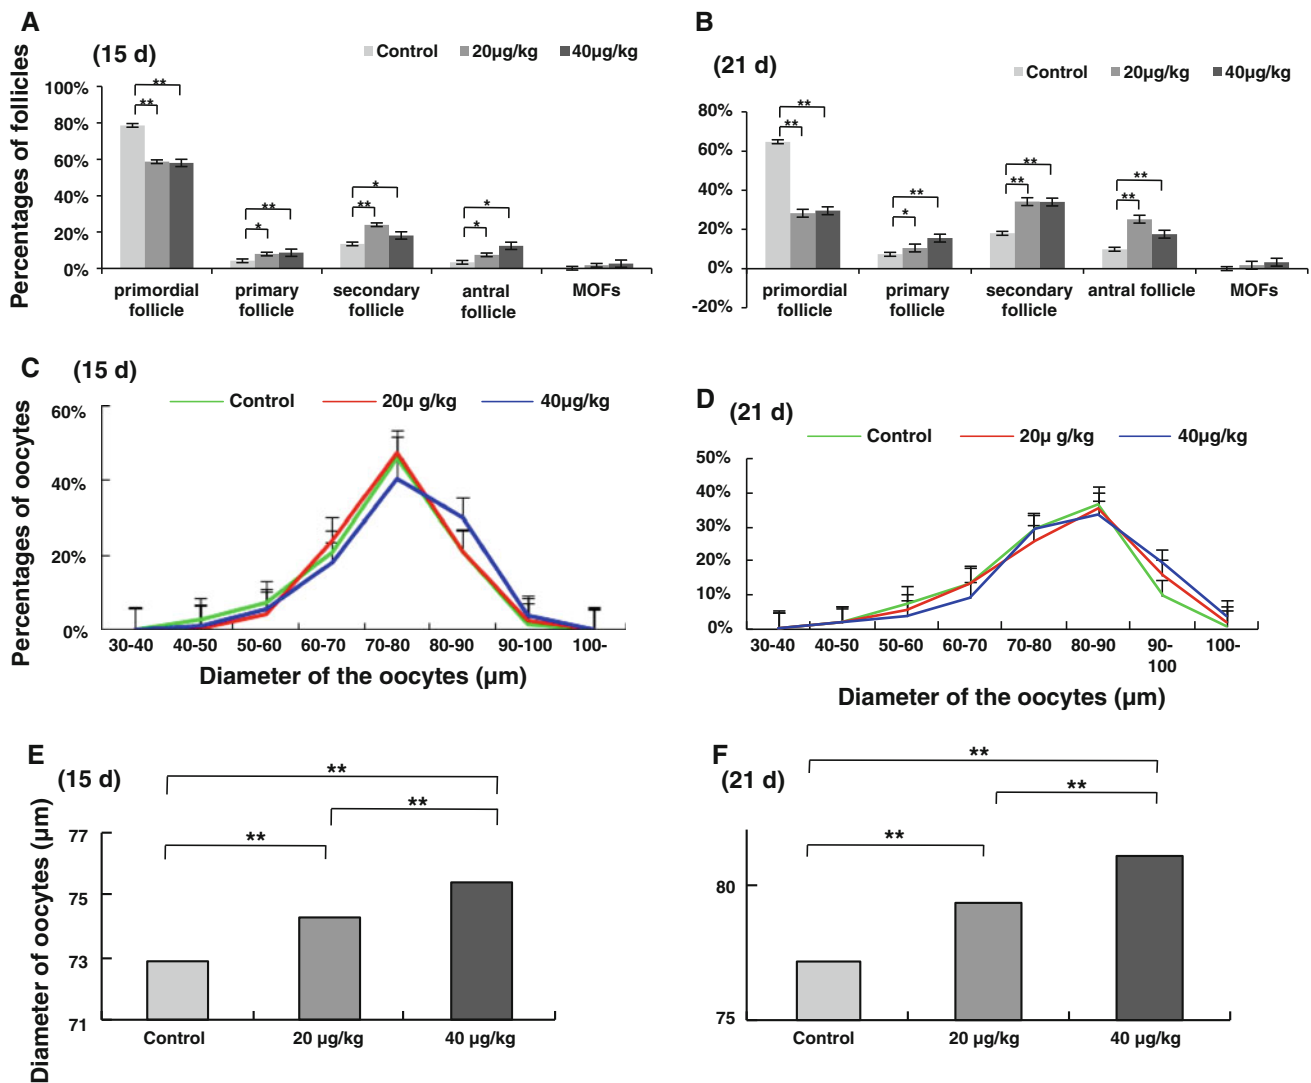 A
(15 d)
Control 20µg/kg 40µg/kg
Percentages of follicles
100%
80%
60%
40%
20%
0%
** **
* **
** *
* *
primordial follicle
primary follicle
secondary follicle
antral follicle
MOFs
B
(21 d)
Control 20µg/kg 40µg/kg
80%
60%
40%
20%
0%
-20%
** **
* **
** **
** **
primordial follicle
primary follicle
secondary follicle
antral follicle
MOFs
C
(15 d)
Control 20µ g/kg 40µg/kg
Percentages of oocytes
60%
40%
20%
0%
30-40 40-50 50-60 60-70 70-80 80-90 90-100 100-
Diameter of the oocytes (µm)
D
(21 d)
Control 20µ g/kg 40µg/kg
50%
40%
30%
20%
10%
0%
30-40 40-50 50-60 60-70 70-80 80-90 90-100 100-
Diameter of the oocytes (µm)
E
(15 d)
Diameter of oocytes (µm)
77
75
73
71
**
**
**
Control 20 µg/kg 40 µg/kg
F
(21 d)
80
75
**
**
**
Control 20 µg/kg 40 µg/kg